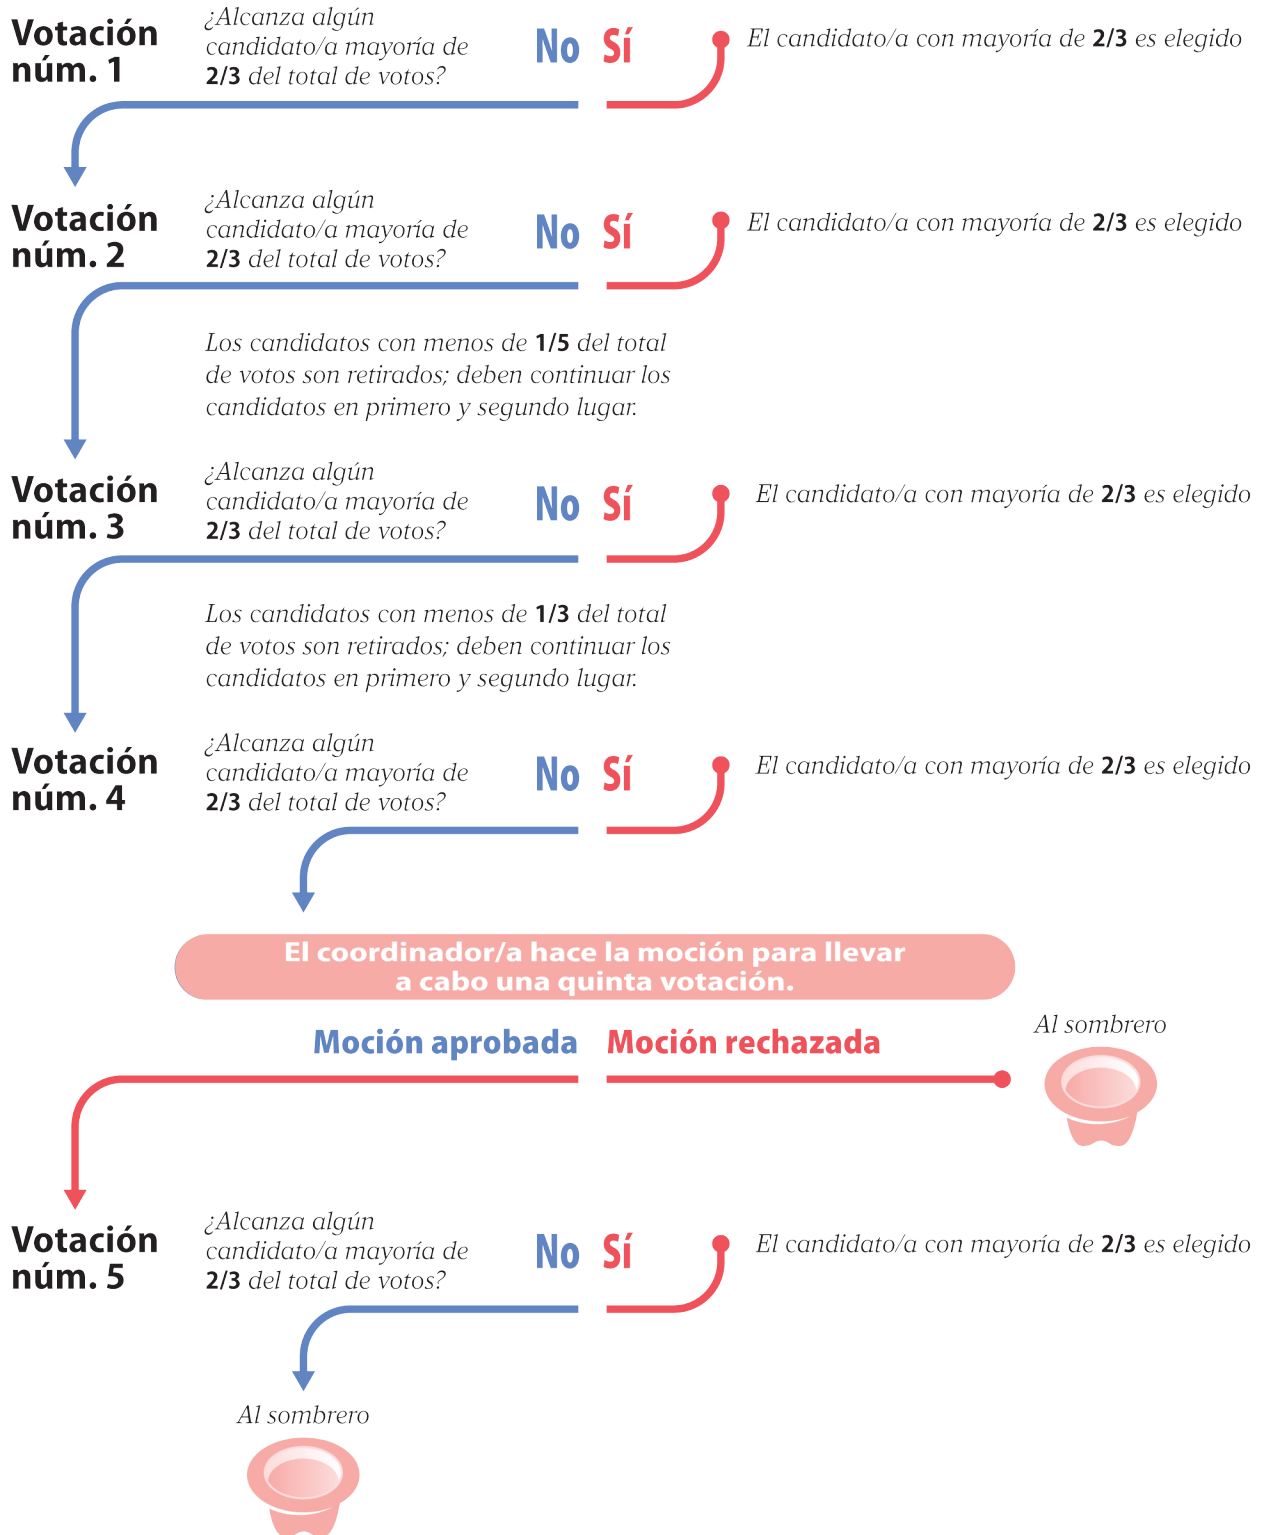 Votación
núm. 1
¿Alcanza algún
candidato/a mayoría de
2/3 del total de votos?
No Sí
El candidato/a con mayoría de 2/3 es elegido
Votación
núm. 2
¿Alcanza algún
candidato/a mayoría de
2/3 del total de votos?
No Sí
El candidato/a con mayoría de 2/3 es elegido
Los candidatos con menos de 1/5 del total
de votos son retirados; deben continuar los
candidatos en primero y segundo lugar.
Votación
núm. 3
¿Alcanza algún
candidato/a mayoría de
2/3 del total de votos?
No Sí
El candidato/a con mayoría de 2/3 es elegido
Los candidatos con menos de 1/3 del total
de votos son retirados; deben continuar los
candidatos en primero y segundo lugar.
Votación
núm. 4
¿Alcanza algún
candidato/a mayoría de
2/3 del total de votos?
No Sí
El candidato/a con mayoría de 2/3 es elegido
El coordinador/a hace la moción para llevar
a cabo una quinta votación.
Moción aprobada Moción rechazada
Al sombrero
Votación
núm. 5
¿Alcanza algún
candidato/a mayoría de
2/3 del total de votos?
No Sí
El candidato/a con mayoría de 2/3 es elegido
Al sombrero